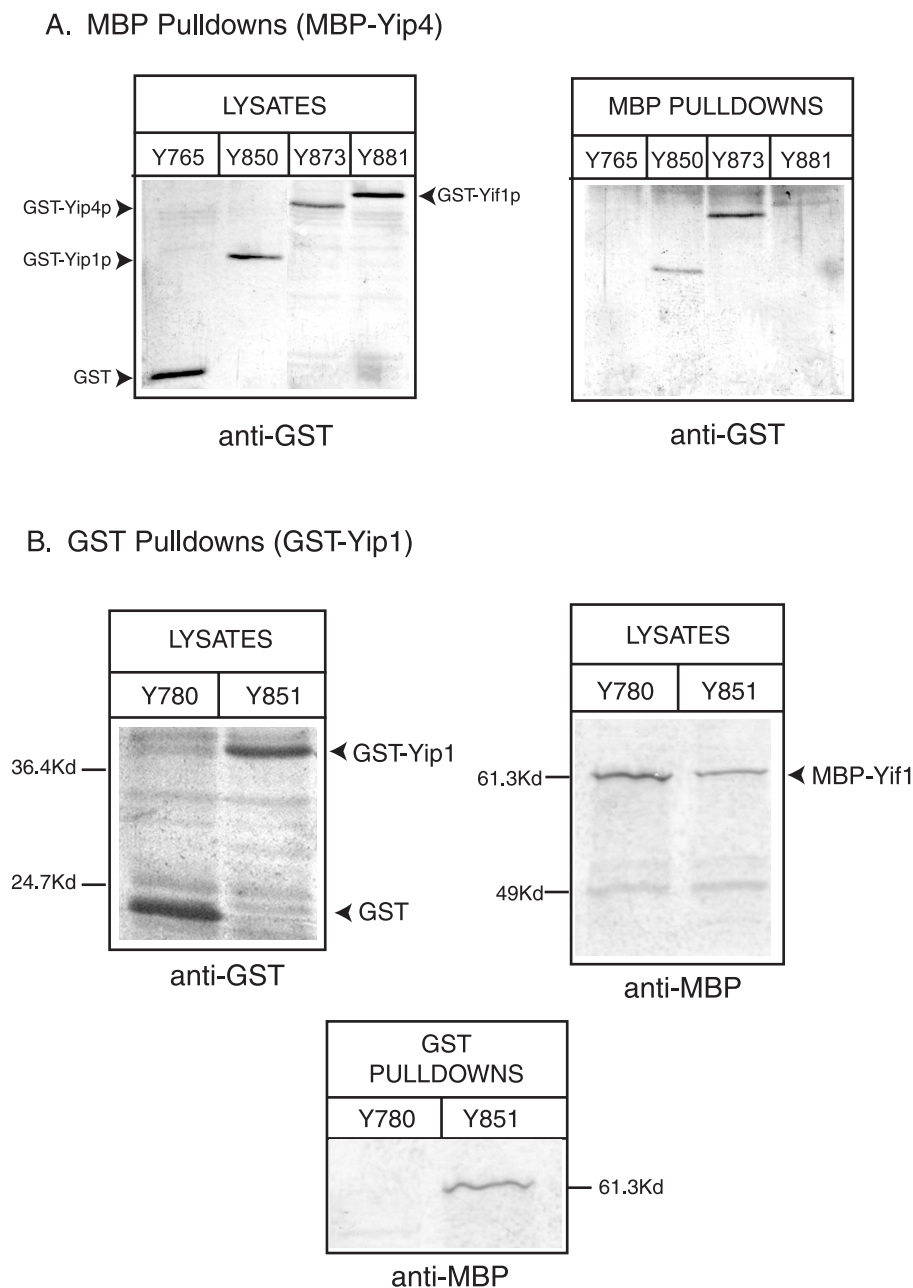 A. MBP Pulldowns (MBP-Yip4)
LYSATES
Y765 Y850 Y873 Y881
GST-Yip4p
GST-Yif1p
GST-Yip1p
GST
anti-GST
MBP PULLDOWNS
Y765 Y850 Y873 Y881
anti-GST
B. GST Pulldowns (GST-Yip1)
LYSATES
Y780 Y851
GST-Yip1
36.4Kd
24.7Kd
GST
anti-GST
LYSATES
Y780 Y851
61.3Kd
MBP-Yif1
49Kd
anti-MBP
GST
PULLDOWNS
Y780 Y851
61.3Kd
anti-MBP